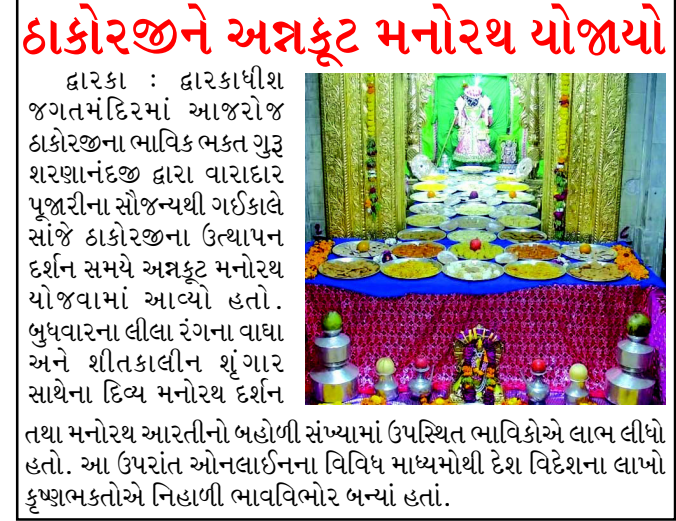 ઠાકોરજીને અન્નકૂટ મનોરથ યોજાયો
દ્વારકા : દ્વારકાધીશ
જગતમંદિરમાં આજરોજ
ઠાકોરજીના ભાવિક ભક્ત ગુરૂ
શરણાનંદજી દ્વારા વારાદાર
પૂજારીના સૌજન્યથી ગઈકાલે
સાંજે ઠાકોરજીના ઉત્થાપન
દર્શન સમયે અન્નકૂટ મનોરથ
યોજવામાં આવ્યો હતો.
બુધવારના લીલા રંગના વાઘા
અને શીતકાલીન શૃંગાર
સાથેના દિવ્ય મનોરથ દર્શન
તથા મનોરથ આરતીનો બહોળી સંખ્યામાં ઉપસ્થિત ભાવિકોએ લાભ લીધો
હતો. આ ઉપરાંત ઓનલાઈનના વિવિધ માધ્યમોથી દેશ વિદેશના લાખો
કૃષ્ણભક્તોએ નિહાળી ભાવવિભોર બન્યાં હતાં.